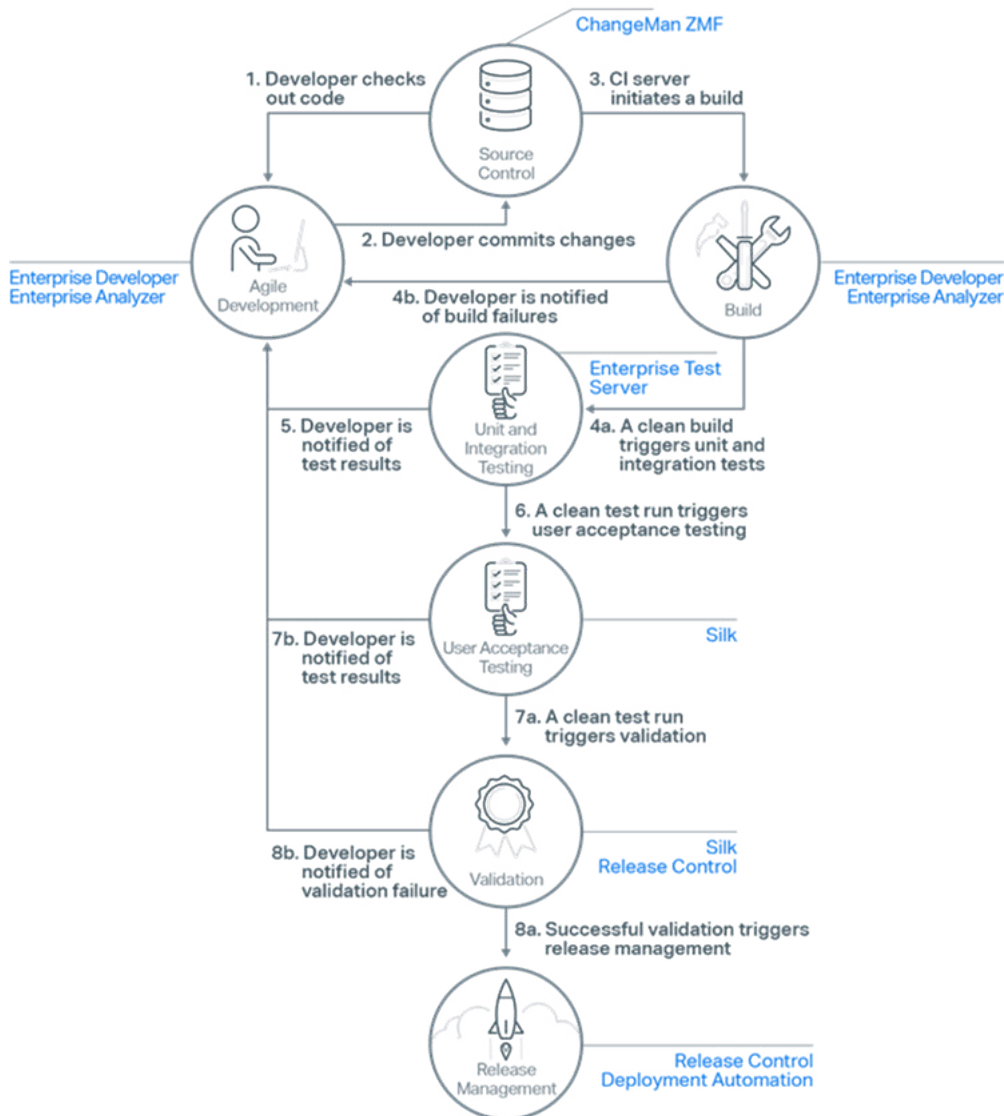 ChangeMan ZMF
1. Developer checks
out code
3. CI server
initiates a build
Source
Control
2. Developer commits changes
Enterprise Developer
Enterprise Analyzer
Agile
Development
Build
Enterprise Developer
Enterprise Analyzer
4b. Developer is notified
of build failures
Enterprise Test
Server
5. Developer is
notified of
test results
Unit and
Integration
Testing
4a. A clean build
triggers unit and
integration tests
6. A clean test run triggers
user acceptance testing
7b. Developer is
notified of
test results
User Acceptance
Testing
Silk
7a. A clean test run
triggers validation
8b. Developer is
notified of
validation failure
Validation
Silk
Release Control
8a. Successful validation triggers
release management
Release
Management
Release Control
Deployment Automation